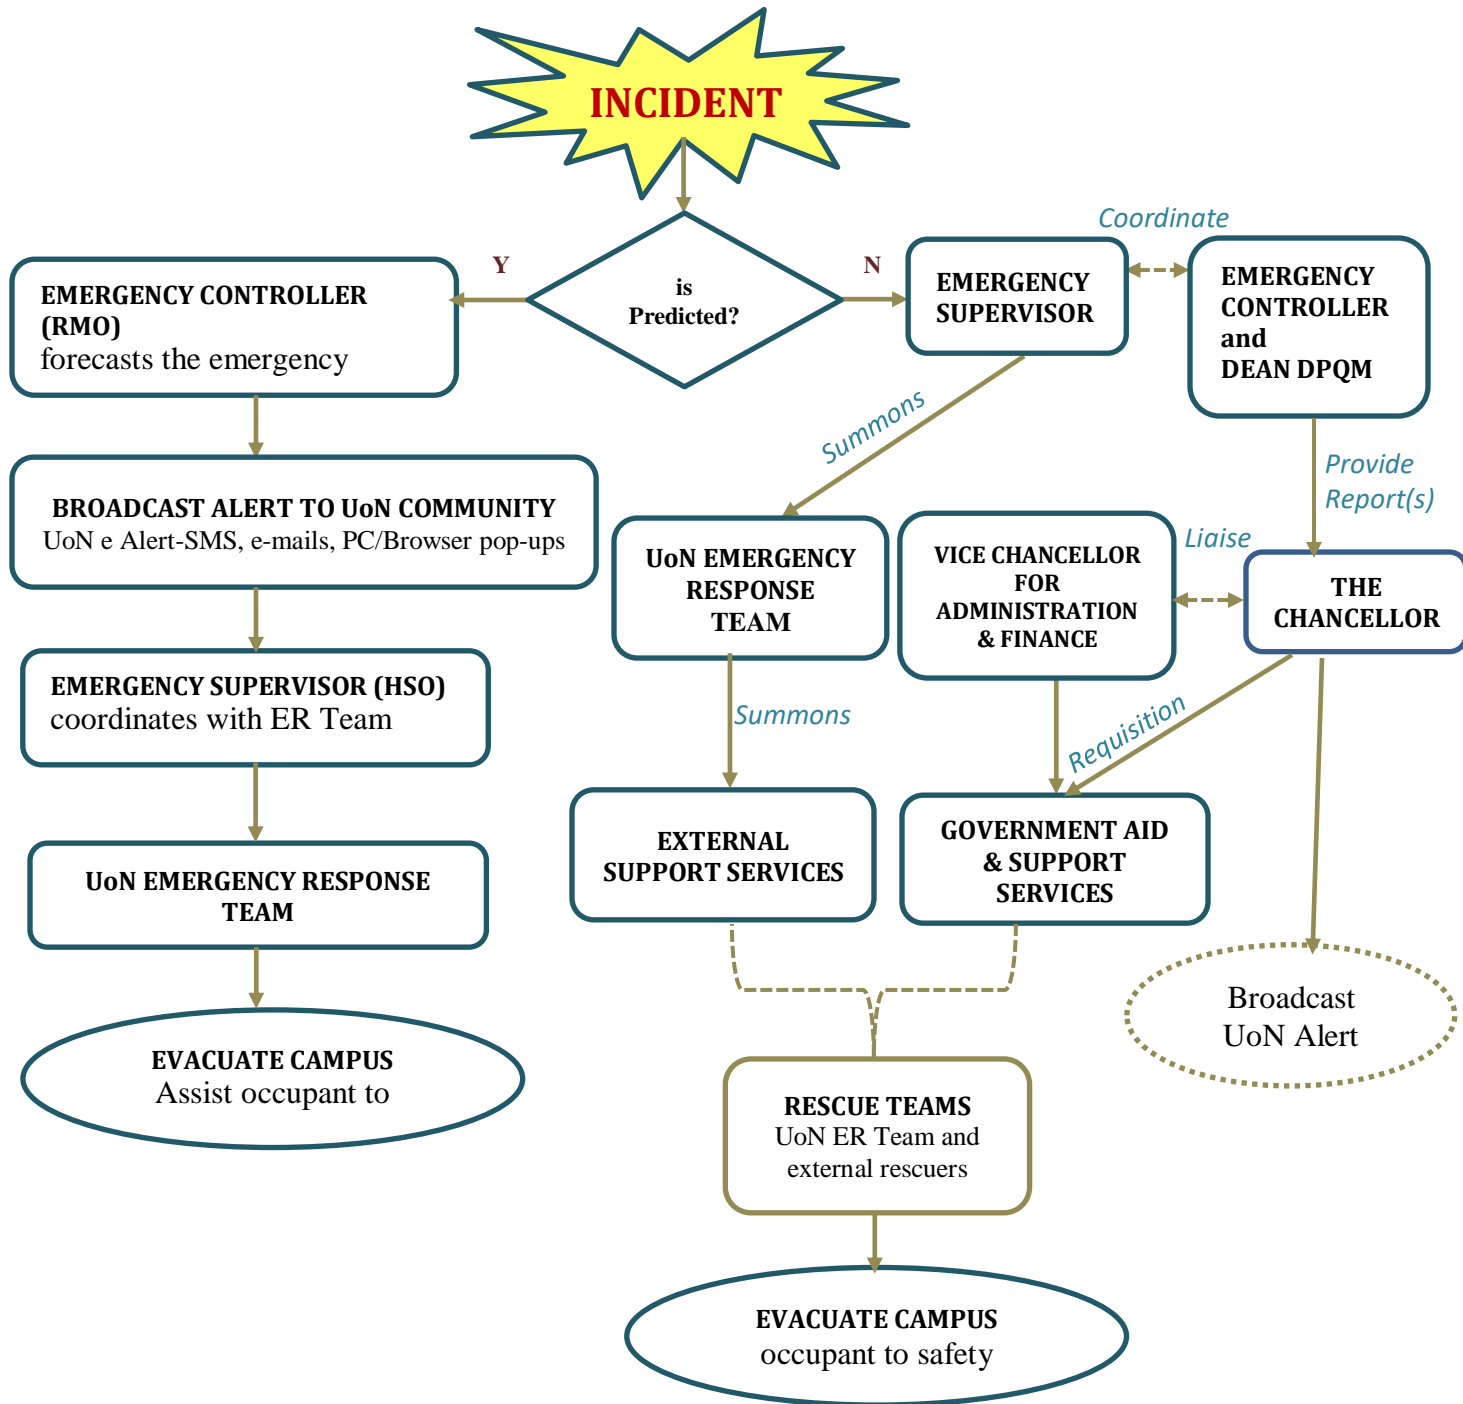 INCIDENT
is
Predicted?
Y
N
EMERGENCY CONTROLLER
(RMO)
forecasts the emergency
BROADCAST ALERT TO UoN COMMUNITY
UoN e Alert-SMS, e-mails, PC/Browser pop-ups
EMERGENCY SUPERVISOR (HSO)
coordinates with ER Team
UoN EMERGENCY RESPONSE
TEAM
EVACUATE CAMPUS
Assist occupant to
EMERGENCY
SUPERVISOR
Coordinate
EMERGENCY
CONTROLLER
and
DEAN DPQM
Summons
Provide
Report(s)
UoN EMERGENCY
RESPONSE
TEAM
VICE CHANCELLOR
FOR
ADMINISTRATION
& FINANCE
Liaise
THE
CHANCELLOR
Summons
Requisition
EXTERNAL
SUPPORT SERVICES
GOVERNMENT AID
& SUPPORT
SERVICES
Broadcast
UoN Alert
RESCUE TEAMS
UoN ER Team and
external rescuers
EVACUATE CAMPUS
occupant to safety